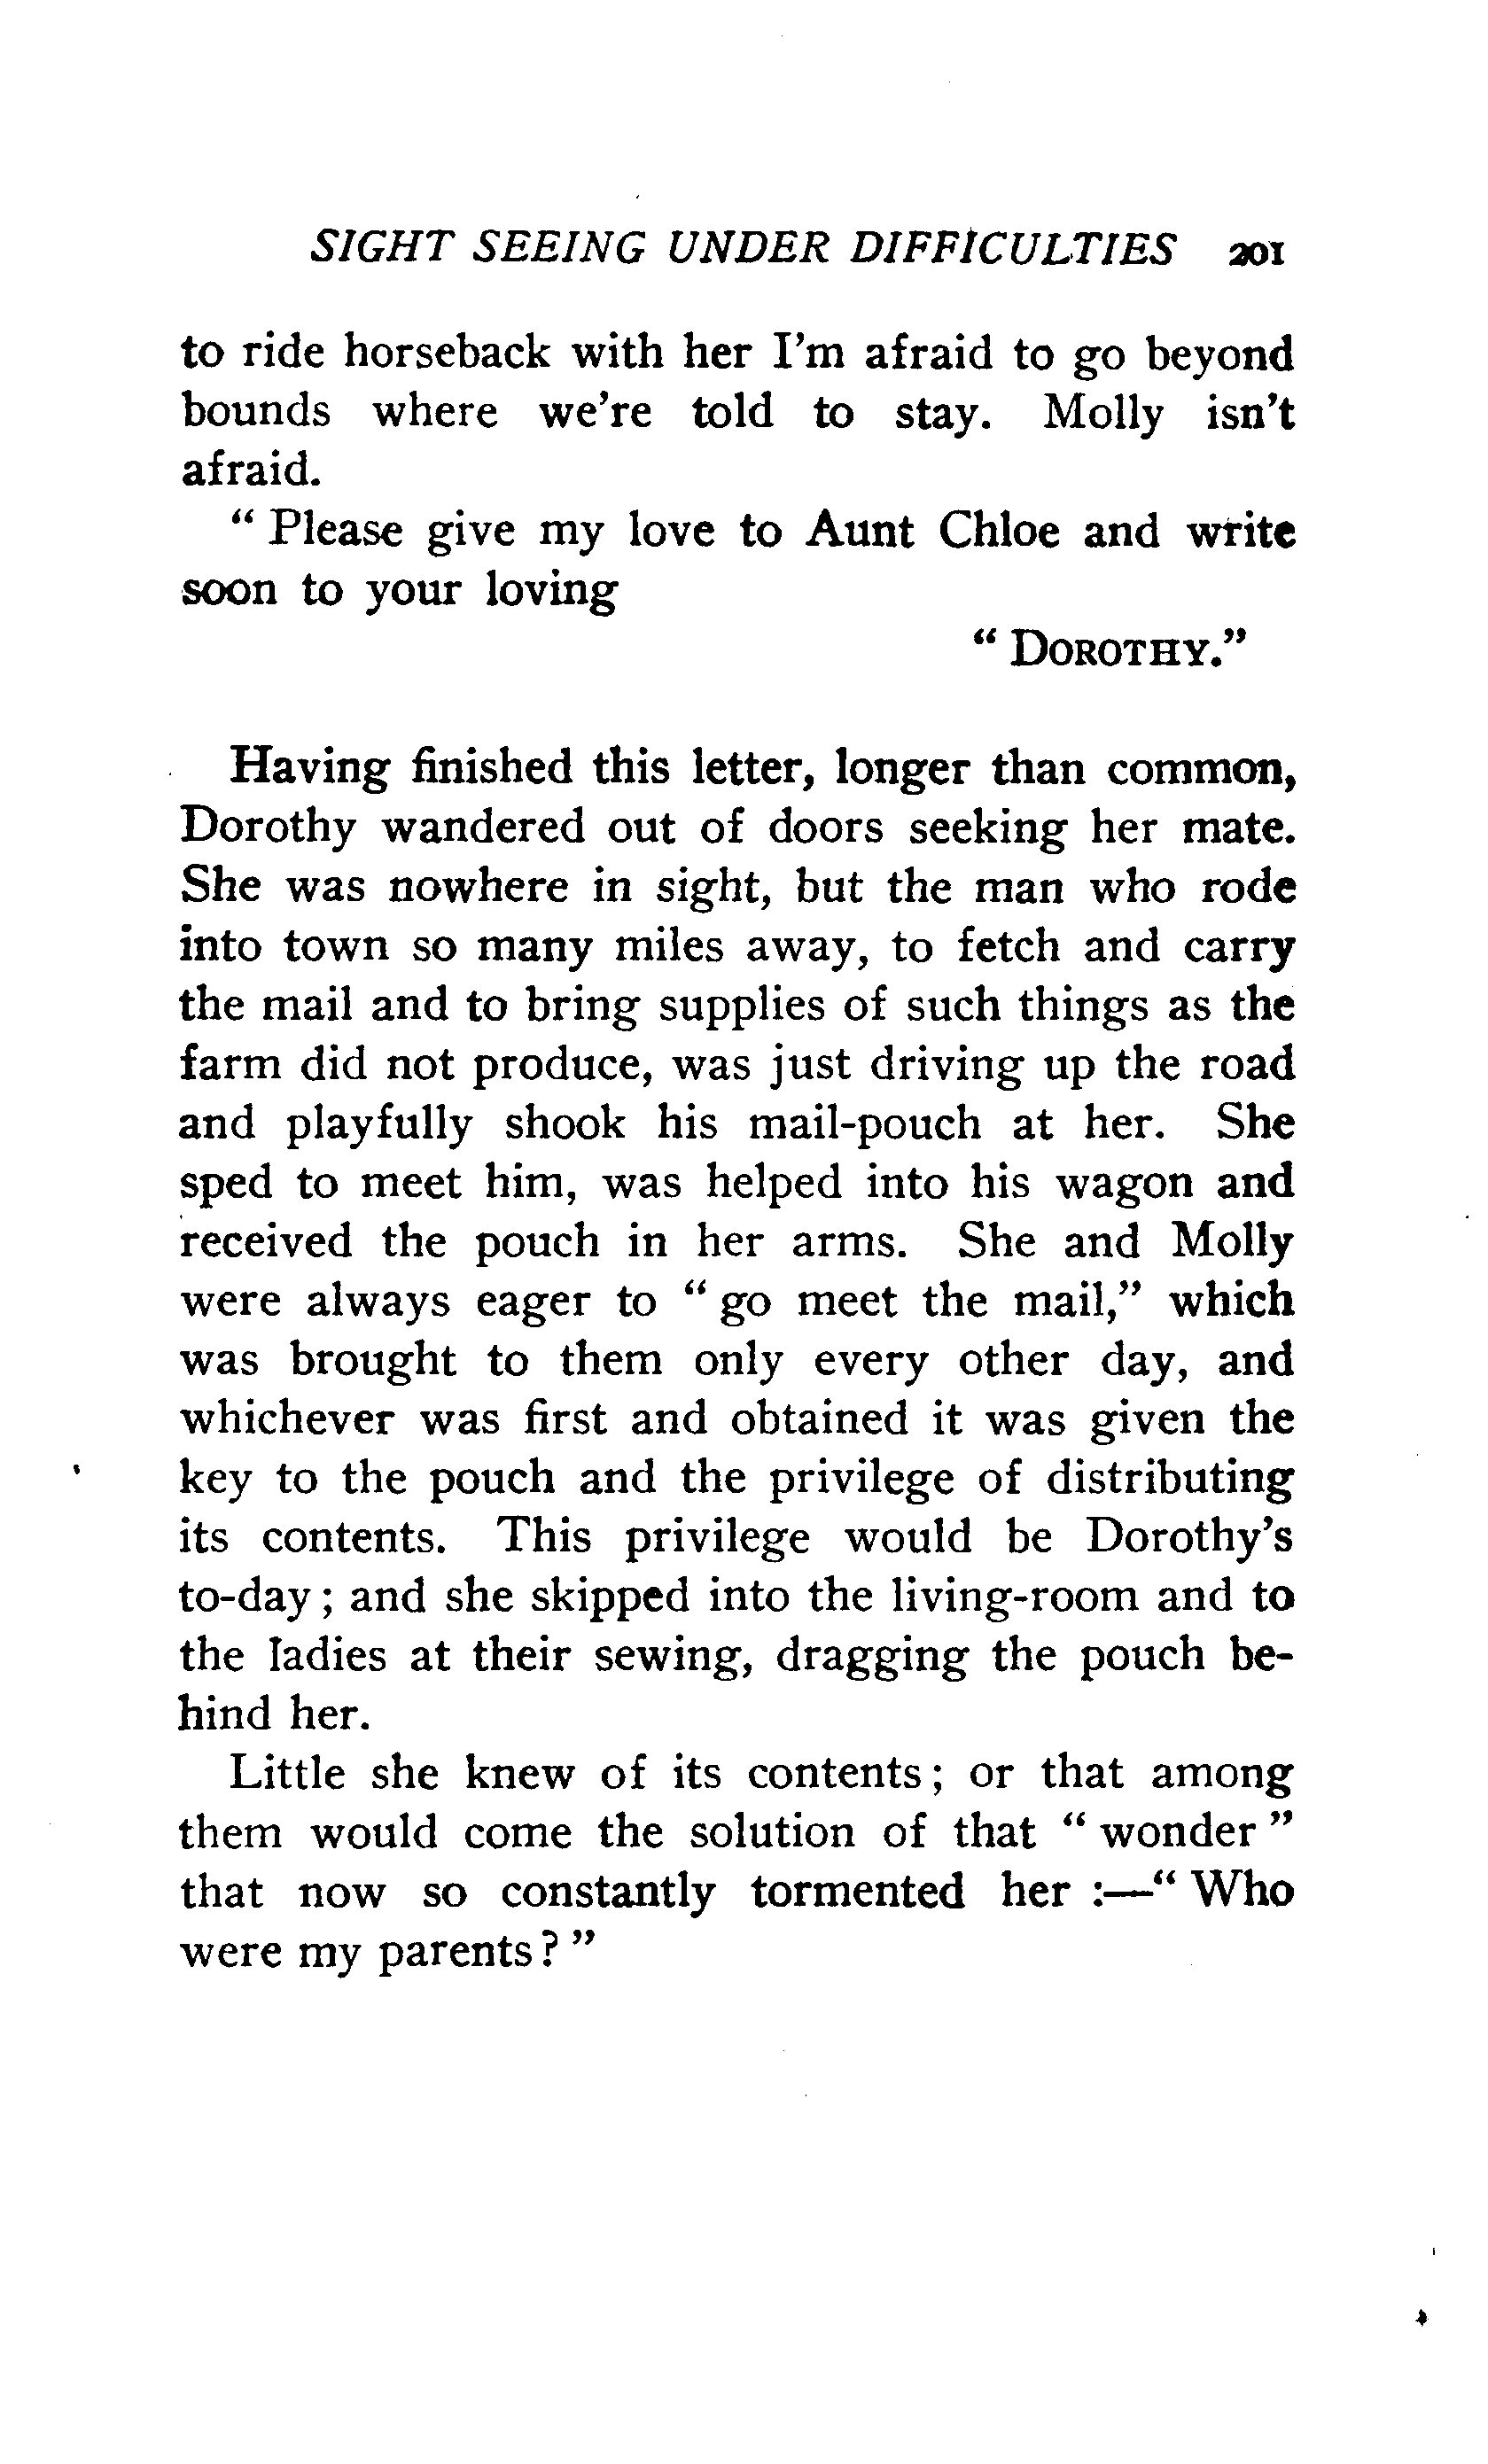 SIGHT SEEING UNDER DIFFICULTIES 201
to ride horseback with her I'm afraid to go beyond
bounds where we're told to stay. Molly isn't
afraid.
" Please give my love to Aunt Chloe and write
soon to your loving
" DOROTHY."
Having finished this letter, longer than common,
Dorothy wandered out of doors seeking her mate.
She was nowhere in sight, but the man who rode
into town so many miles away, to fetch and carry
the mail and to bring supplies of such things as the
farm did not produce, was just driving up the road
and playfully shook his mail-pouch at her. She
sped to meet him, was helped into his wagon and
received the pouch in her arms. She and Molly
were always eager to " go meet the mail," which
was brought to them only every other day, and
whichever was first and obtained it was given the
key to the pouch and the privilege of distributing
its contents. This privilege would be Dorothy's
to-day ; and she skipped into the living-room and to
the ladies at their sewing, dragging the pouch be-
hind her.
Little she knew of its contents ; or that among
them would come the solution of that " wonder "
that now so constantly tormented her :—" Who
were my parents ? "